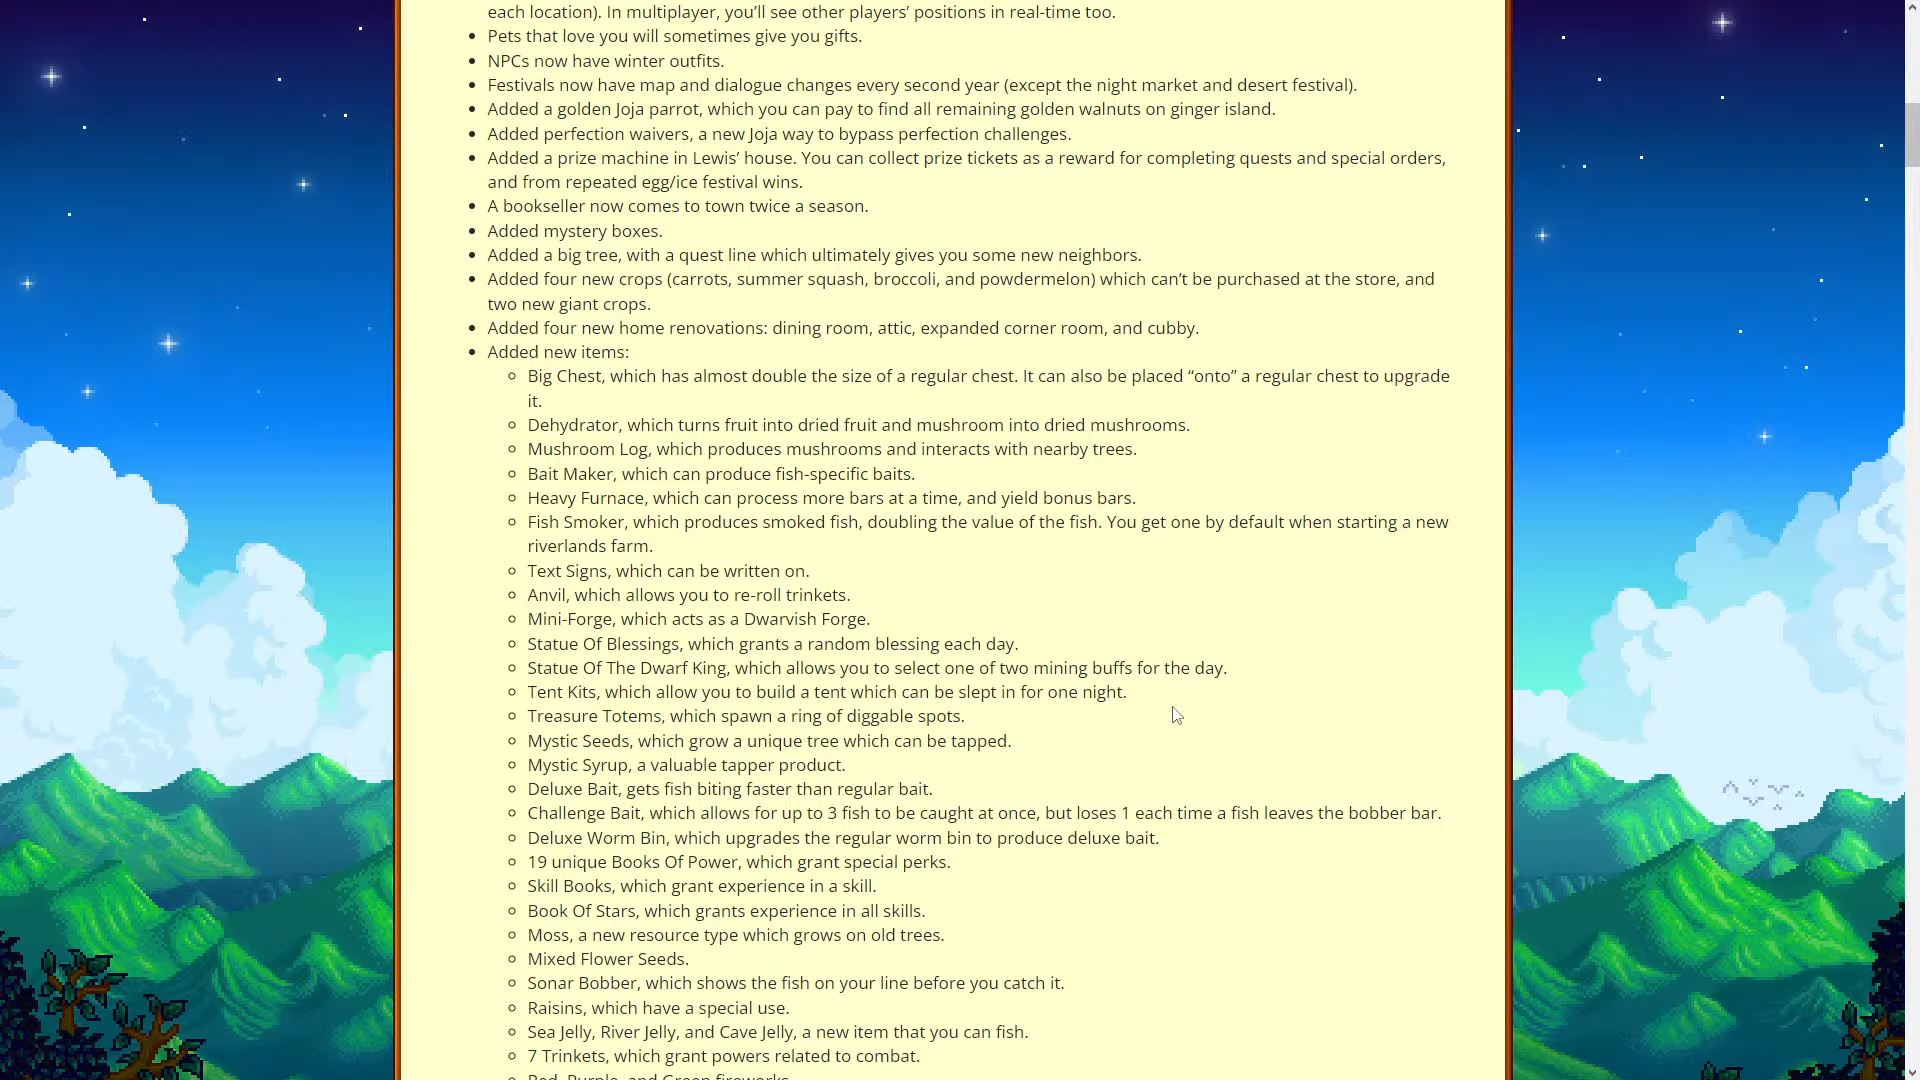 each location). In multiplayer, you’ll see other players’ positions in real-time too.
Pets that love you will sometimes give you gifts.
NPCs now have winter outfits.
Festivals now have map and dialogue changes every second year (except the night market and desert festival).
Added a golden Joja parrot, which you can pay to find all remaining golden walnuts on ginger island.
Added perfection waivers, a new Joja way to bypass perfection challenges.
Added a prize machine in Lewis’ house. You can collect prize tickets as a reward for completing quests and special orders,
and from repeated egg/ice festival wins.
A bookseller now comes to town twice a season.
Added mystery boxes.
Added a big tree, with a quest line which ultimately gives you some new neighbors.
Added four new crops (carrots, summer squash, broccoli, and powdermelon) which can’t be purchased at the store, and
two new giant crops.
Added four new home renovations: dining room, attic, expanded corner room, and cubby.
Added new items:
Big Chest, which has almost double the size of a regular chest. It can also be placed “onto” a regular chest to upgrade
it.
Dehydrator, which turns fruit into dried fruit and mushroom into dried mushrooms.
Mushroom Log, which produces mushrooms and interacts with nearby trees.
Bait Maker, which can produce fish-specific baits.
Heavy Furnace, which can process more bars at a time, and yield bonus bars.
Fish Smoker, which produces smoked fish, doubling the value of the fish. You get one by default when starting a new
riverlands farm.
Text Signs, which can be written on.
Anvil, which allows you to re-roll trinkets.
Mini-Forge, which acts as a Dwarvish Forge.
Statue Of Blessings, which grants a random blessing each day.
Statue Of The Dwarf King, which allows you to select one of two mining buffs for the day.
Tent Kits, which allow you to build a tent which can be slept in for one night.
Treasure Totems, which spawn a ring of diggable spots.
Mystic Seeds, which grow a unique tree which can be tapped.
Mystic Syrup, a valuable tapper product.
Deluxe Bait, gets fish biting faster than regular bait.
Challenge Bait, which allows for up to 3 fish to be caught at once, but loses 1 each time a fish leaves the bobber bar.
Deluxe Worm Bin, which upgrades the regular worm bin to produce deluxe bait.
19 unique Books Of Power, which grant special perks.
Skill Books, which grant experience in a skill.
Book Of Stars, which grants experience in all skills.
Moss, a new resource type which grows on old trees.
Mixed Flower Seeds.
Sonar Bobber, which shows the fish on your line before you catch it.
Raisins, which have a special use.
Sea Jelly, River Jelly, and Cave Jelly, a new item that you can fish.
7 Trinkets, which grant powers related to combat.
Red, Purple, and Green fireworks.